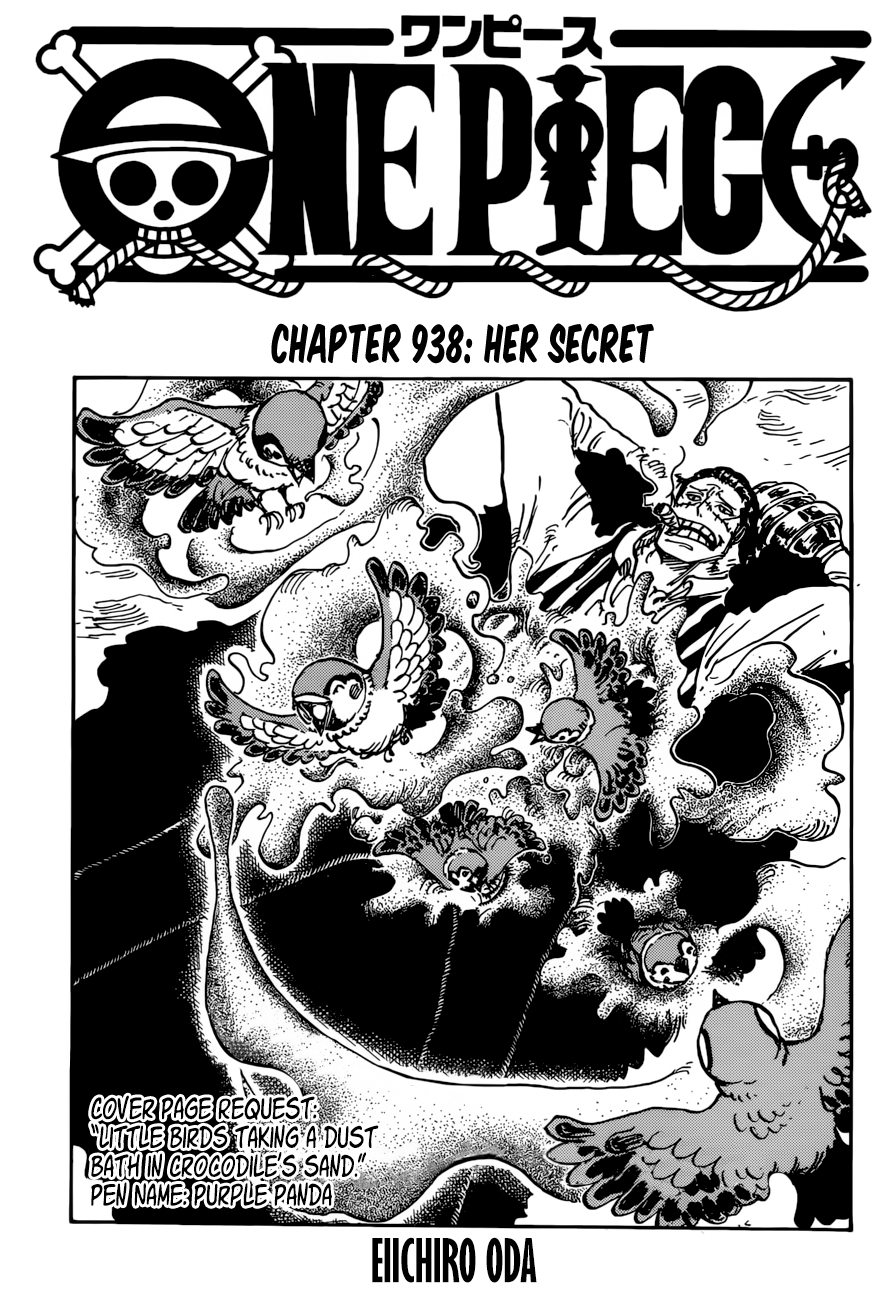 ワンピース
ONE PIECE
CHAPTER 938: HER SECRET
COVER PAGE REQUEST:
"LITTLE BIRDS TAKING A DUST
BATH IN CROCODILE'S SAND."
PEN NAME: PURPLE PANDA
EIICHIRO ODA